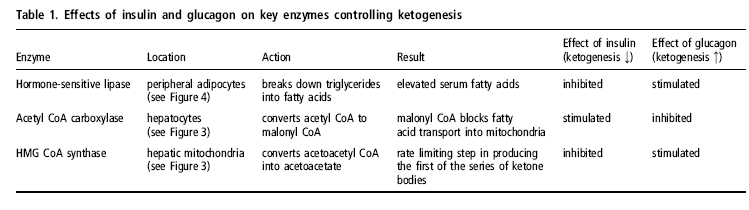 Table 1. Effects of insulin and glucagon on key enzymes controlling ketogenesis
Effect of insulin Effect of glucagon
Enzyme Location Action Result (ketogenesis ↓) (ketogenesis ↑)
Hormone-sensitive lipase peripheral adipocytes breaks down triglycerides elevated serum fatty acids inhibited stimulated
(see Figure 4) into fatty acids
Acetyl CoA carboxylase hepatocytes converts acetyl CoA to malonyl CoA blocks fatty stimulated inhibited
(see Figure 3) malonyl CoA acid transport into mitochondria
HMG CoA synthase hepatic mitochondria converts acetoacetyl CoA rate limiting step in producing inhibited stimulated
(see Figure 3) into acetoacetate the first of the series of ketone
bodies